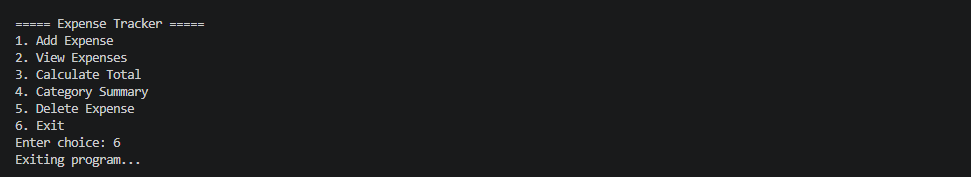 ===== Expense Tracker =====
1. Add Expense
2. View Expenses
3. Calculate Total
4. Category Summary
5. Delete Expense
6. Exit
Enter choice: 6
Exiting program...